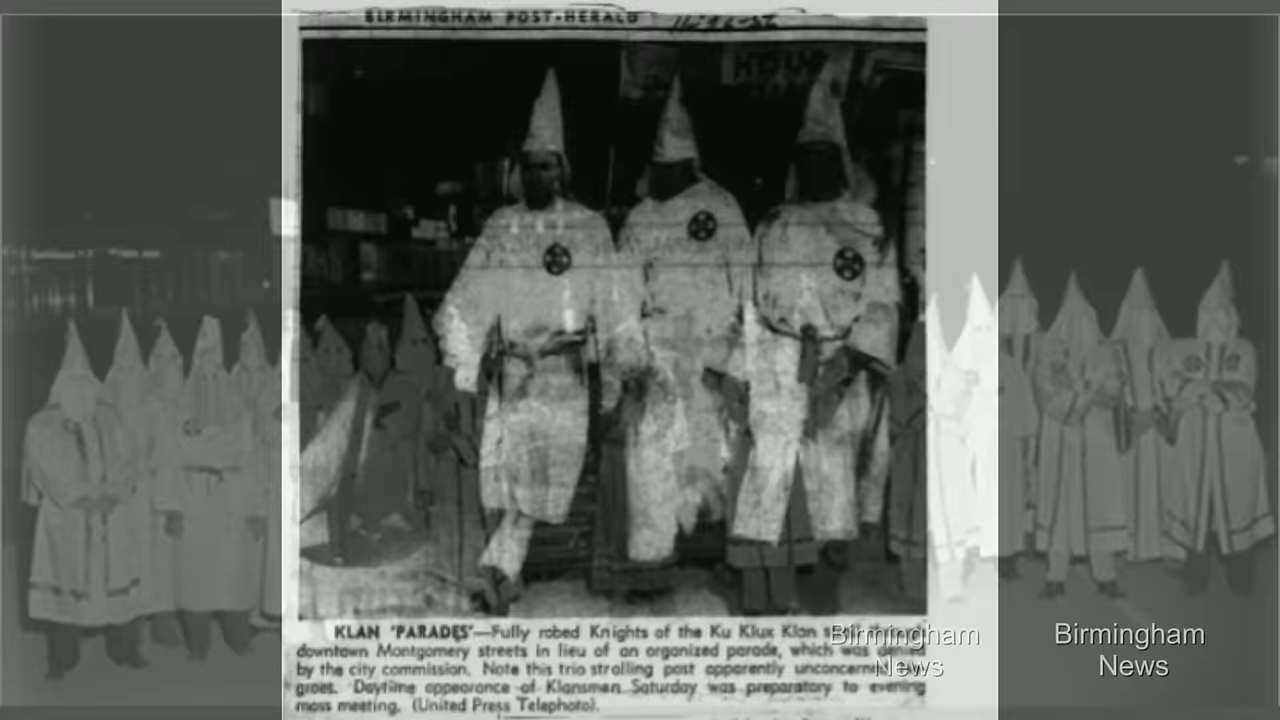 BIRMINGHAM POST-HERALD
KLAN 'PARADES'—Fully robed Knights of the Ku Klux Klan
downtown Montgomery streets in lieu of an organized parade, which was denied
by the city commission. Note this trio strolling past apparently
groes. Daytime appearance of Klansmen Saturday was preparatory to evening
mass meeting. (United Press Telephoto).
Birmingham
News
Birmingham
News